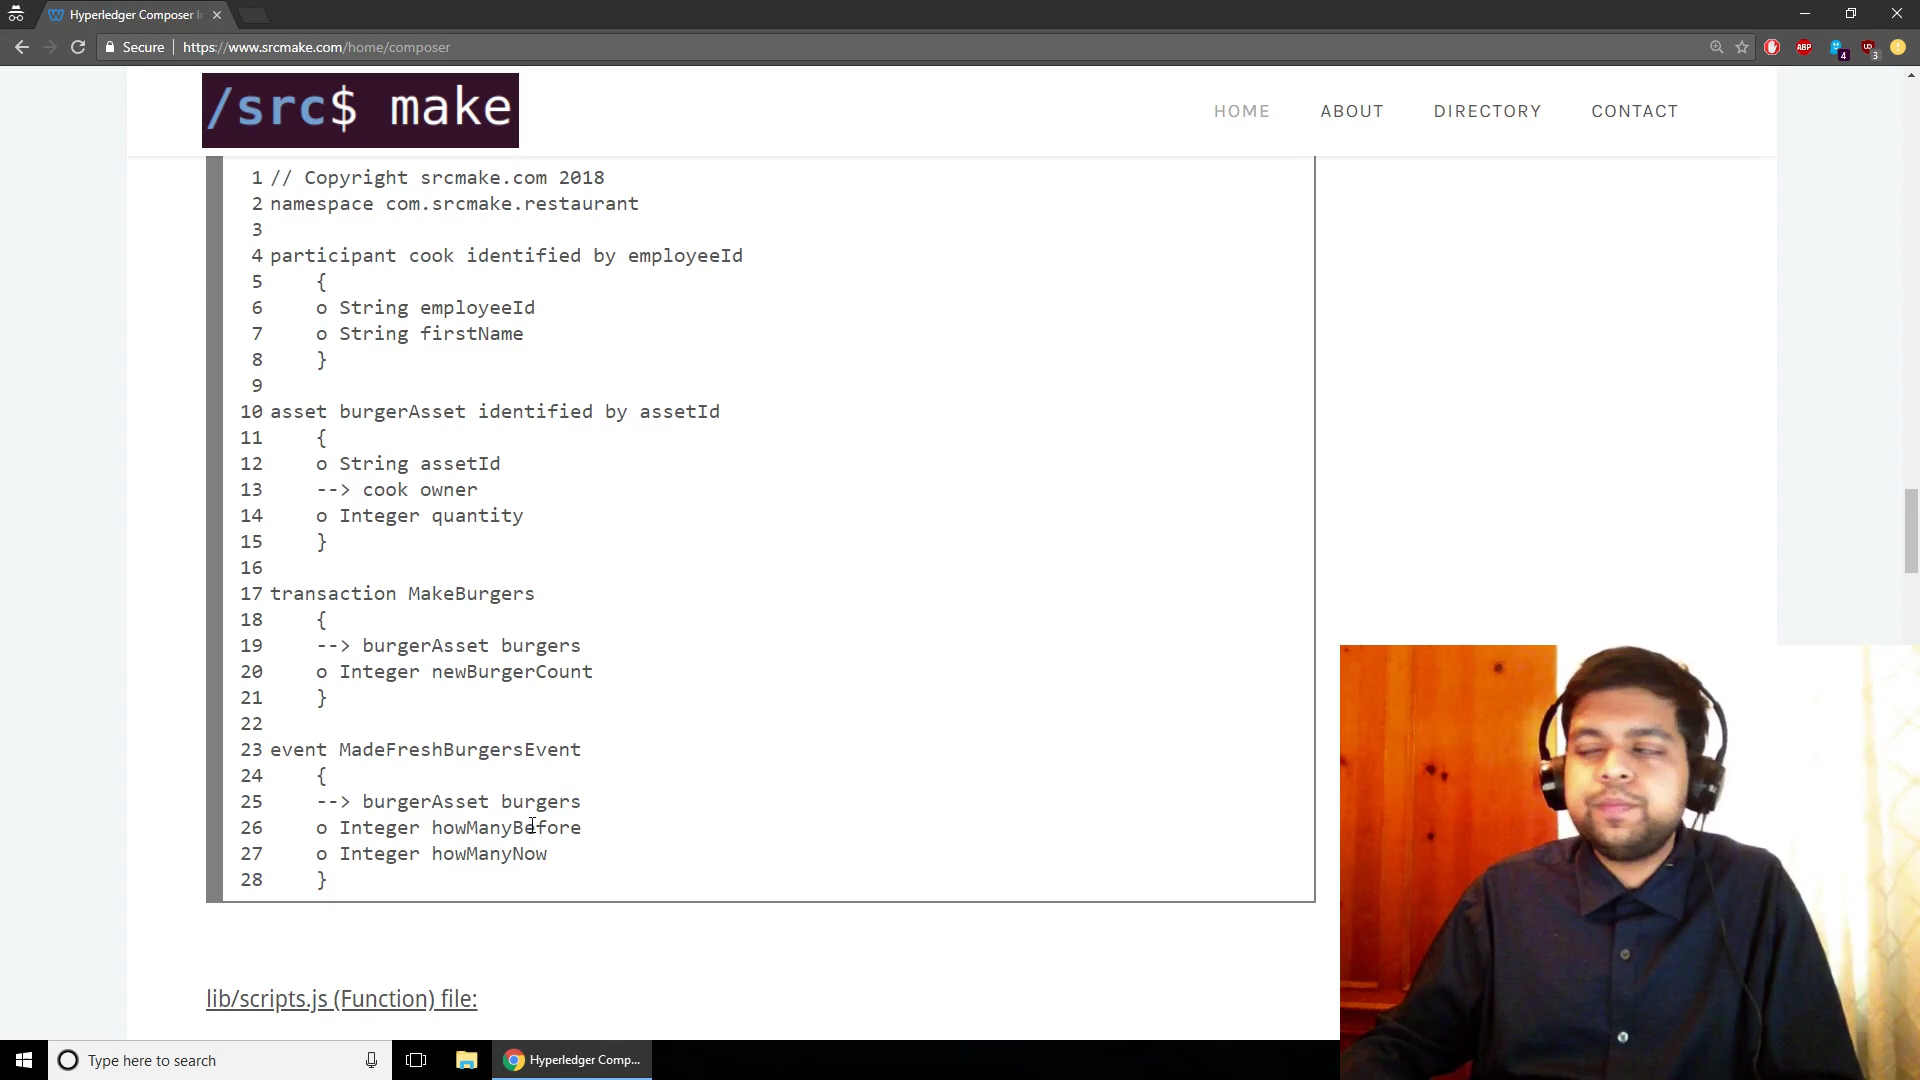 Hyperledger Composer I
Secure https://www.srcmake.com/home/composer
ABP
4
3
/src$ make
HOME ABOUT DIRECTORY CONTACT
1 // Copyright srcmake.com 2018
2 namespace com.srcmake.restaurant
3
4 participant cook identified by employeeId
5 {
6 o String employeeId
7 o String firstName
8 }
9
10 asset burgerAsset identified by assetId
11 {
12 o String assetId
13 --> cook owner
14 o Integer quantity
15 }
16
17 transaction MakeBurgers
18 {
19 --> burgerAsset burgers
20 o Integer newBurgerCount
21 }
22
23 event MadeFreshBurgersEvent
24 {
25 --> burgerAsset burgers
26 o Integer howManyBefore
27 o Integer howManyNow
28 }
lib/scripts.js (Function) file:
Type here to search
Hyperledger Comp...